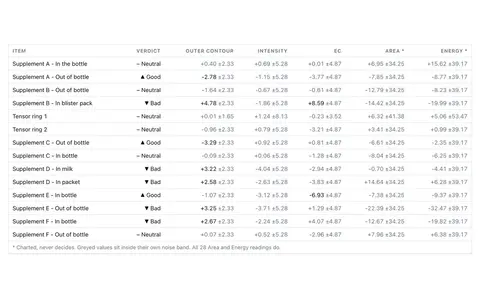 ITEM VERDICT OUTER CONTOUR INTENSITY EC AREA * ENERGY *
Supplement A - In the bottle ~ Neutral +0.40 ±2.33 +0.69 ±5.28 +0.01 ±4.87 +6.95 ±34.25 +15.62 ±39.17
Supplement A - Out of bottle ▲ Good -2.78 ±2.33 -1.15 ±5.28 -3.77 ±4.87 -7.85 ±34.25 -8.77 ±39.17
Supplement B - Out of bottle ~ Neutral -1.64 ±2.33 -0.67 ±5.28 -0.61 ±4.87 -12.79 ±34.25 -8.23 ±39.17
Supplement B - In blister pack ▼ Bad +4.78 ±2.33 -1.86 ±5.28 +8.59 ±4.87 -14.42 ±34.25 -19.99 ±39.17
Tensor ring 1 ~ Neutral +0.01 ±1.65 +1.24 ±8.13 -0.23 ±3.52 +6.32 ±41.38 +5.06 ±53.47
Tensor ring 2 ~ Neutral -0.96 ±2.33 +0.79 ±5.28 -3.21 ±4.87 +3.41 ±34.25 +0.99 ±39.17
Supplement C - Out of bottle ▲ Good -3.29 ±2.33 +0.92 ±5.28 +0.81 ±4.87 -6.61 ±34.25 -2.35 ±39.17
Supplement C - In bottle ~ Neutral -0.09 ±2.33 +0.06 ±5.28 -1.28 ±4.87 -8.04 ±34.25 -6.25 ±39.17
Supplement D - In milk ▼ Bad +3.22 ±2.33 -4.04 ±5.28 -2.94 ±4.87 -0.70 ±34.25 -4.41 ±39.17
Supplement D - In packet ▼ Bad +2.58 ±2.33 -2.83 ±5.28 -3.83 ±4.87 +14.64 ±34.25 +6.28 ±39.17
Supplement E - In bottle ▲ Good -1.07 ±2.33 -3.12 ±5.28 -6.93 ±4.87 -7.38 ±34.25 -9.37 ±39.17
Supplement E - Out of bottle ▼ Bad +3.25 ±2.33 -3.71 ±5.28 +1.29 ±4.87 -22.39 ±34.25 -32.47 ±39.17
Supplement F - In bottle ▼ Bad +2.67 ±2.33 -2.24 ±5.28 +4.07 ±4.87 -12.67 ±34.25 -19.82 ±39.17
Supplement F - Out of bottle ~ Neutral +0.07 ±2.33 +0.52 ±5.28 -2.96 ±4.87 +7.98 ±34.25 +6.38 ±39.17
* Charted, never decides. Greyed values sit inside their own noise band. All 28 Area and Energy readings do.